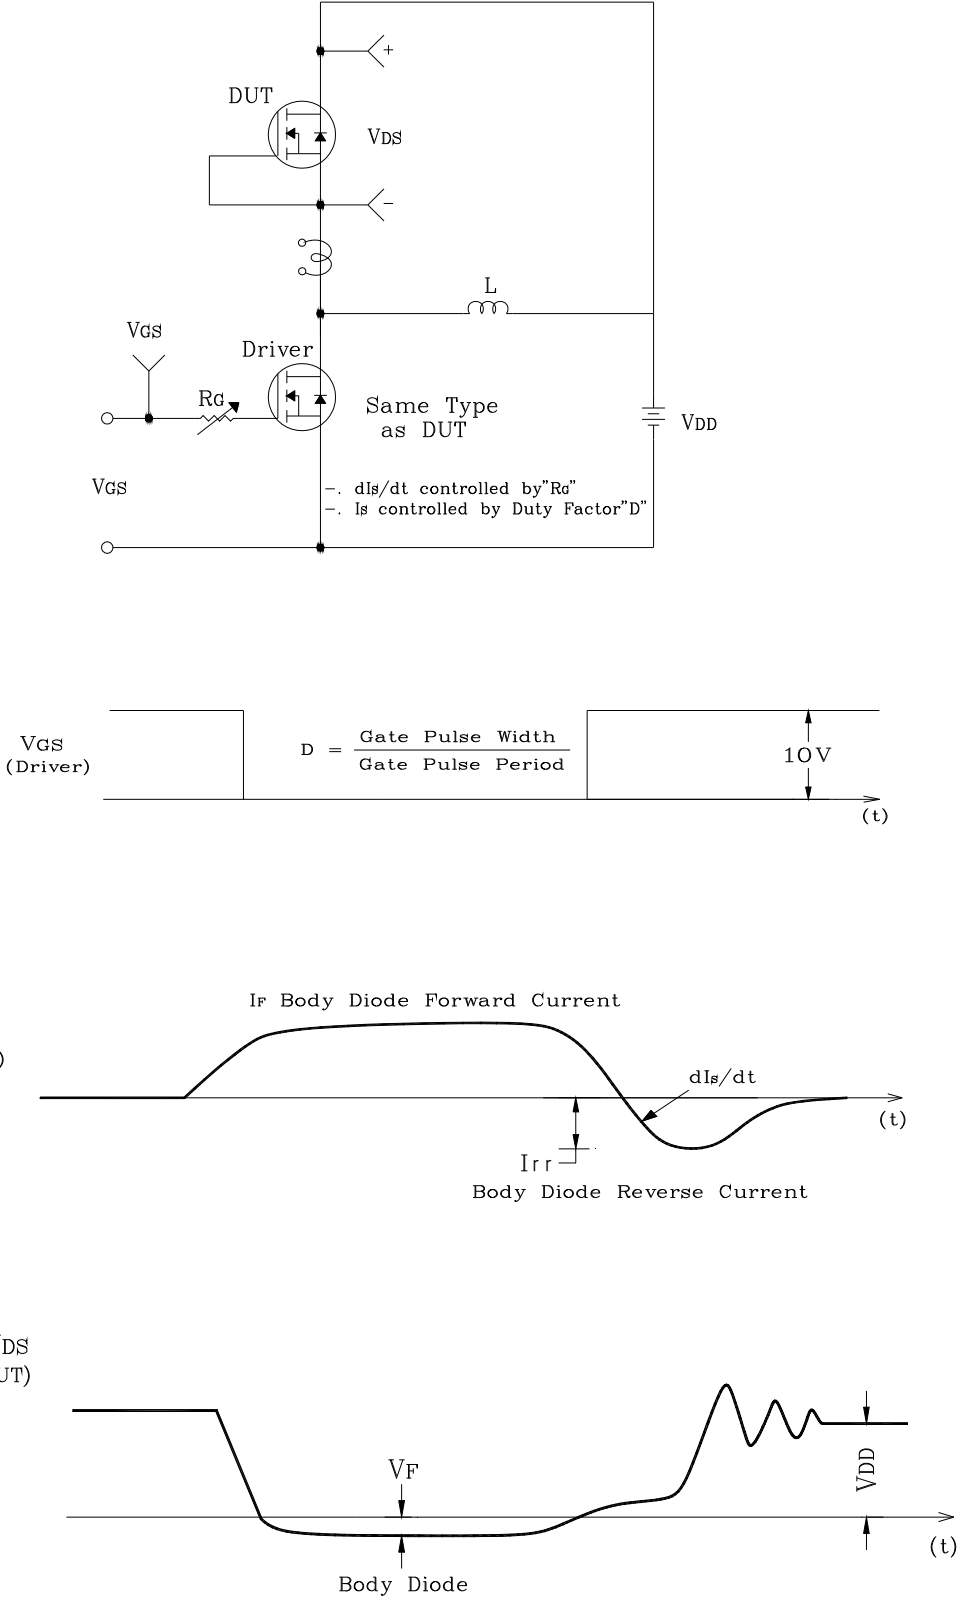 +
DUT
VDS
−
L
VGS
Driver
RG
Same Type
as DUT
VDD
VGS
−. dIs/dt controlled by"RG"
−. Is controlled by Duty Factor"D"
VGS
(Driver)
D = Gate Pulse Width
Gate Pulse Period
10V
(t)
IF Body Diode Forward Current
)
dIs/dt
(t)
Irr
Body Diode Reverse Current
DS
UT)
VF
VDD
(t)
Body Diode